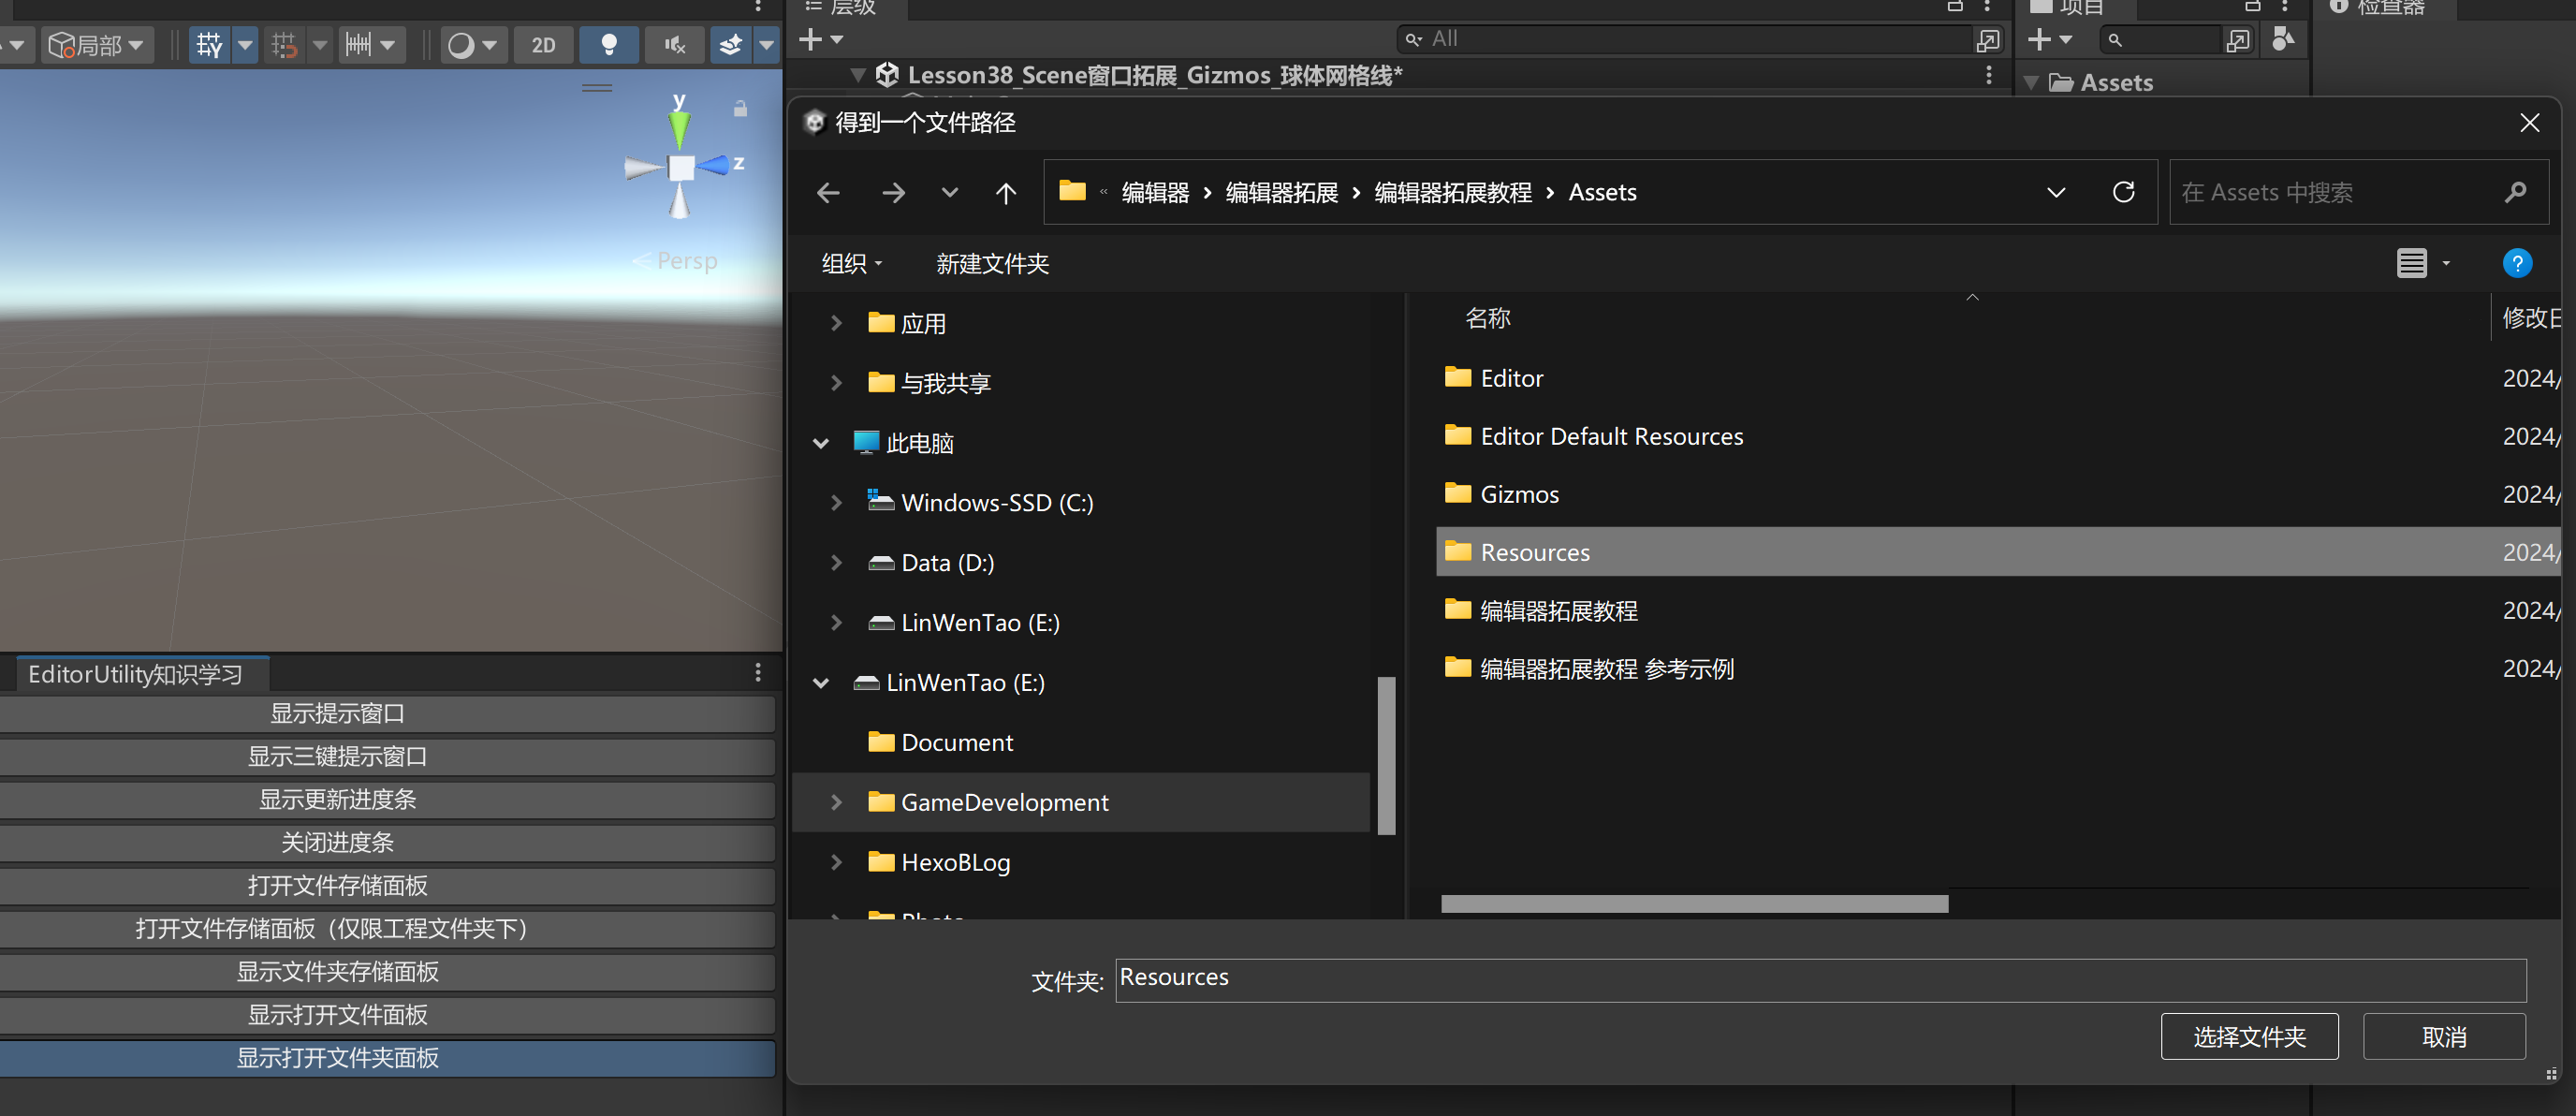 层级
项目
检查器
局部
2D
All
Lesson38_Scene窗口拓展_Gizmos_球体网格线*
Assets
y
z
Persp
得到一个文件路径
编辑器 › 编辑器拓展 › 编辑器拓展教程 › Assets
在 Assets 中搜索
组织
新建文件夹
应用
与我共享
此电脑
Windows-SSD (C:)
Data (D:)
LinWenTao (E:)
LinWenTao (E:)
Document
GameDevelopment
HexoBLog
Photo
名称
修改日
Editor
2024/
Editor Default Resources
2024/
Gizmos
2024/
Resources
2024/
编辑器拓展教程
2024/
编辑器拓展教程 参考示例
2024/
文件夹:
Resources
选择文件夹
取消
EditorUtility知识学习
显示提示窗口
显示三键提示窗口
显示更新进度条
关闭进度条
打开文件存储面板
打开文件存储面板（仅限工程文件夹下）
显示文件夹存储面板
显示打开文件面板
显示打开文件夹面板